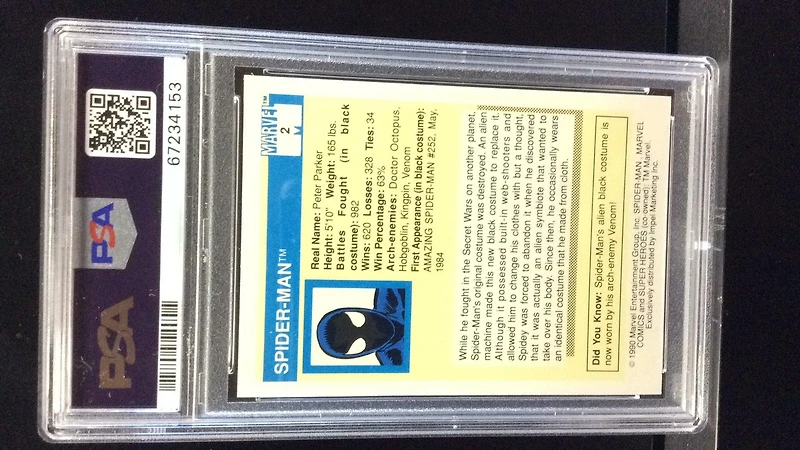 PSA
PSA
67234153
SPIDER-MAN™
MARVEL™
2
Real Name: Peter Parker
Height: 5'10" Weight: 165 lbs.
Battles Fought (in black
costume): 982
Wins: 620 Losses: 328 Ties: 34
Win Percentage: 63%
Arch-enemies: Doctor Octopus,
Hobgoblin, Kingpin, Venom
First Appearance (in black costume):
AMAZING SPIDER-MAN #252, May,
1984
While he fought in the Secret Wars on another planet,
Spider-Man's original costume was destroyed. An alien
machine made this new black costume to replace it.
Although it possessed built-in web-shooters and
allowed him to change his clothes with but a thought,
Spidey was forced to abandon it when he discovered
that it was actually an alien symbiote that wanted to
take over his body. Since then, he occasionally wears
an identical costume that he made from cloth.
Did You Know: Spider-Man's alien black costume is
now worn by his arch-enemy Venom!
© 1990 Marvel Entertainment Group, Inc. SPIDER-MAN, MARVEL
COMICS and SUPER HEROES (co-owned): TM Marvel.
Exclusively distributed by Impel Marketing Inc.